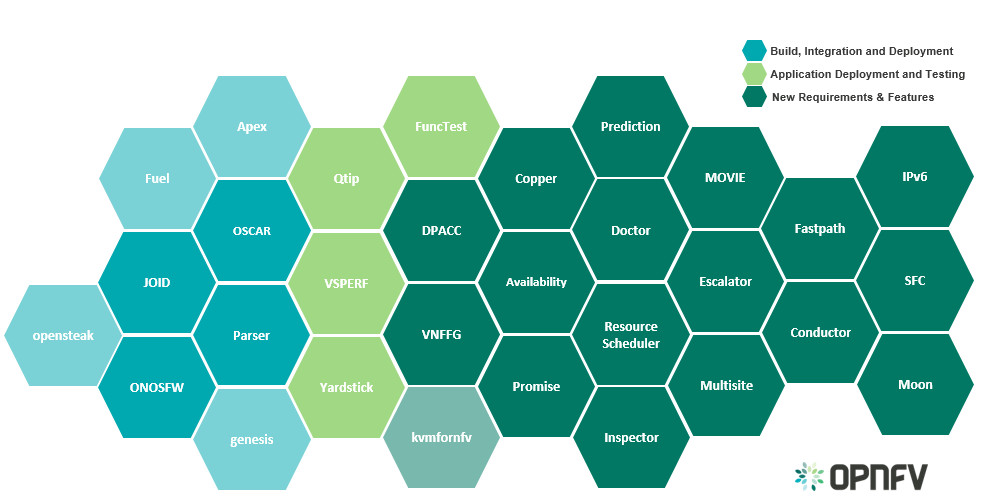 Build, Integration and Deployment
Application Deployment and Testing
New Requirements & Features
Apex
FuncTest
Prediction
Fuel
Qtip
Copper
MOVIE
IPv6
OSCAR
DPACC
Doctor
Fastpath
JOID
VSPERF
Availability
Escalator
SFC
opensteak
Parser
VNFFG
Resource
Scheduler
Conductor
ONOSFW
Yardstick
Promise
Multisite
Moon
genesis
kvmfornfv
Inspector
OPNFV